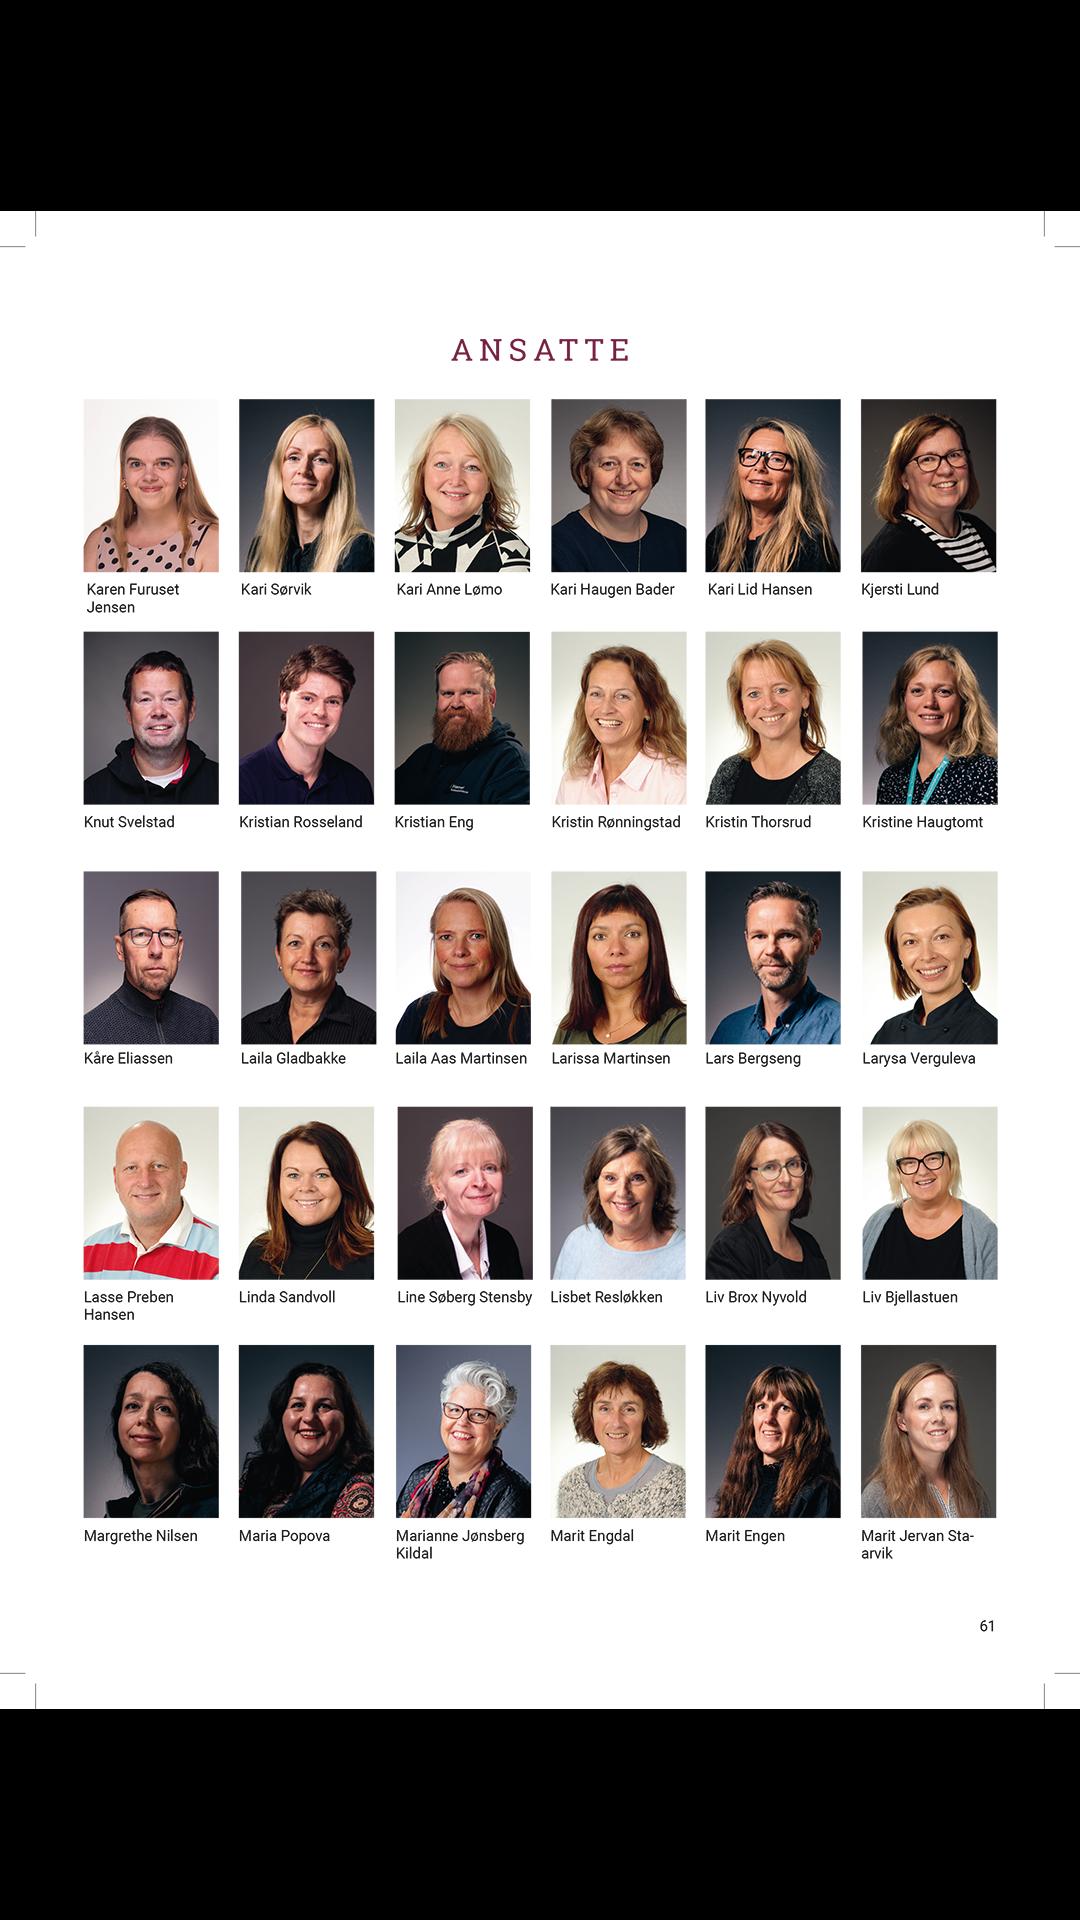 ANSATTE
Karen Furuset
Jensen
Kari Sørvik
Kari Anne Lømo
Kari Haugen Bader
Kari Lid Hansen
Kjersti Lund
Knut Svelstad
Kristian Rosseland
Kristian Eng
Kristin Rønningstad
Kristin Thorsrud
Kristine Haugtomt
Kåre Eliassen
Laila Gladbakke
Laila Aas Martinsen
Larissa Martinsen
Lars Bergseng
Larysa Verguleva
Lasse Preben
Hansen
Linda Sandvoll
Line Søberg Stensby
Lisbet Resløkken
Liv Brox Nyvold
Liv Bjellastuen
Margrethe Nilsen
Maria Popova
Marianne Jønsberg
Kildal
Marit Engdal
Marit Engen
Marit Jervan Sta-
arvik
61